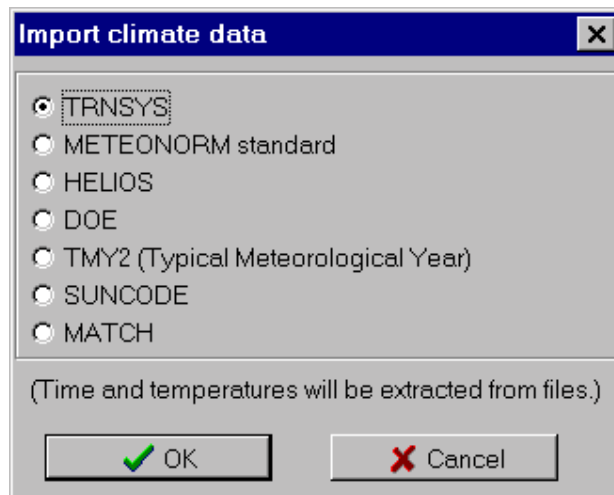 Import climate data
TRNSYS
METEONORM standard
HELIOS
DOE
TMY2 (Typical Meteorological Year)
SUNCODE
MATCH
(Time and temperatures will be extracted from files.)
OK
Cancel